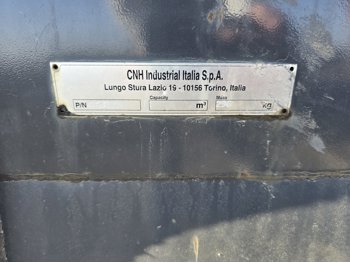 CNH Industrial Italia S.p.A.
Lungo Stura Lazio 19 - 10156 Torino, Italia
P/N Capacity m³ Mass kg